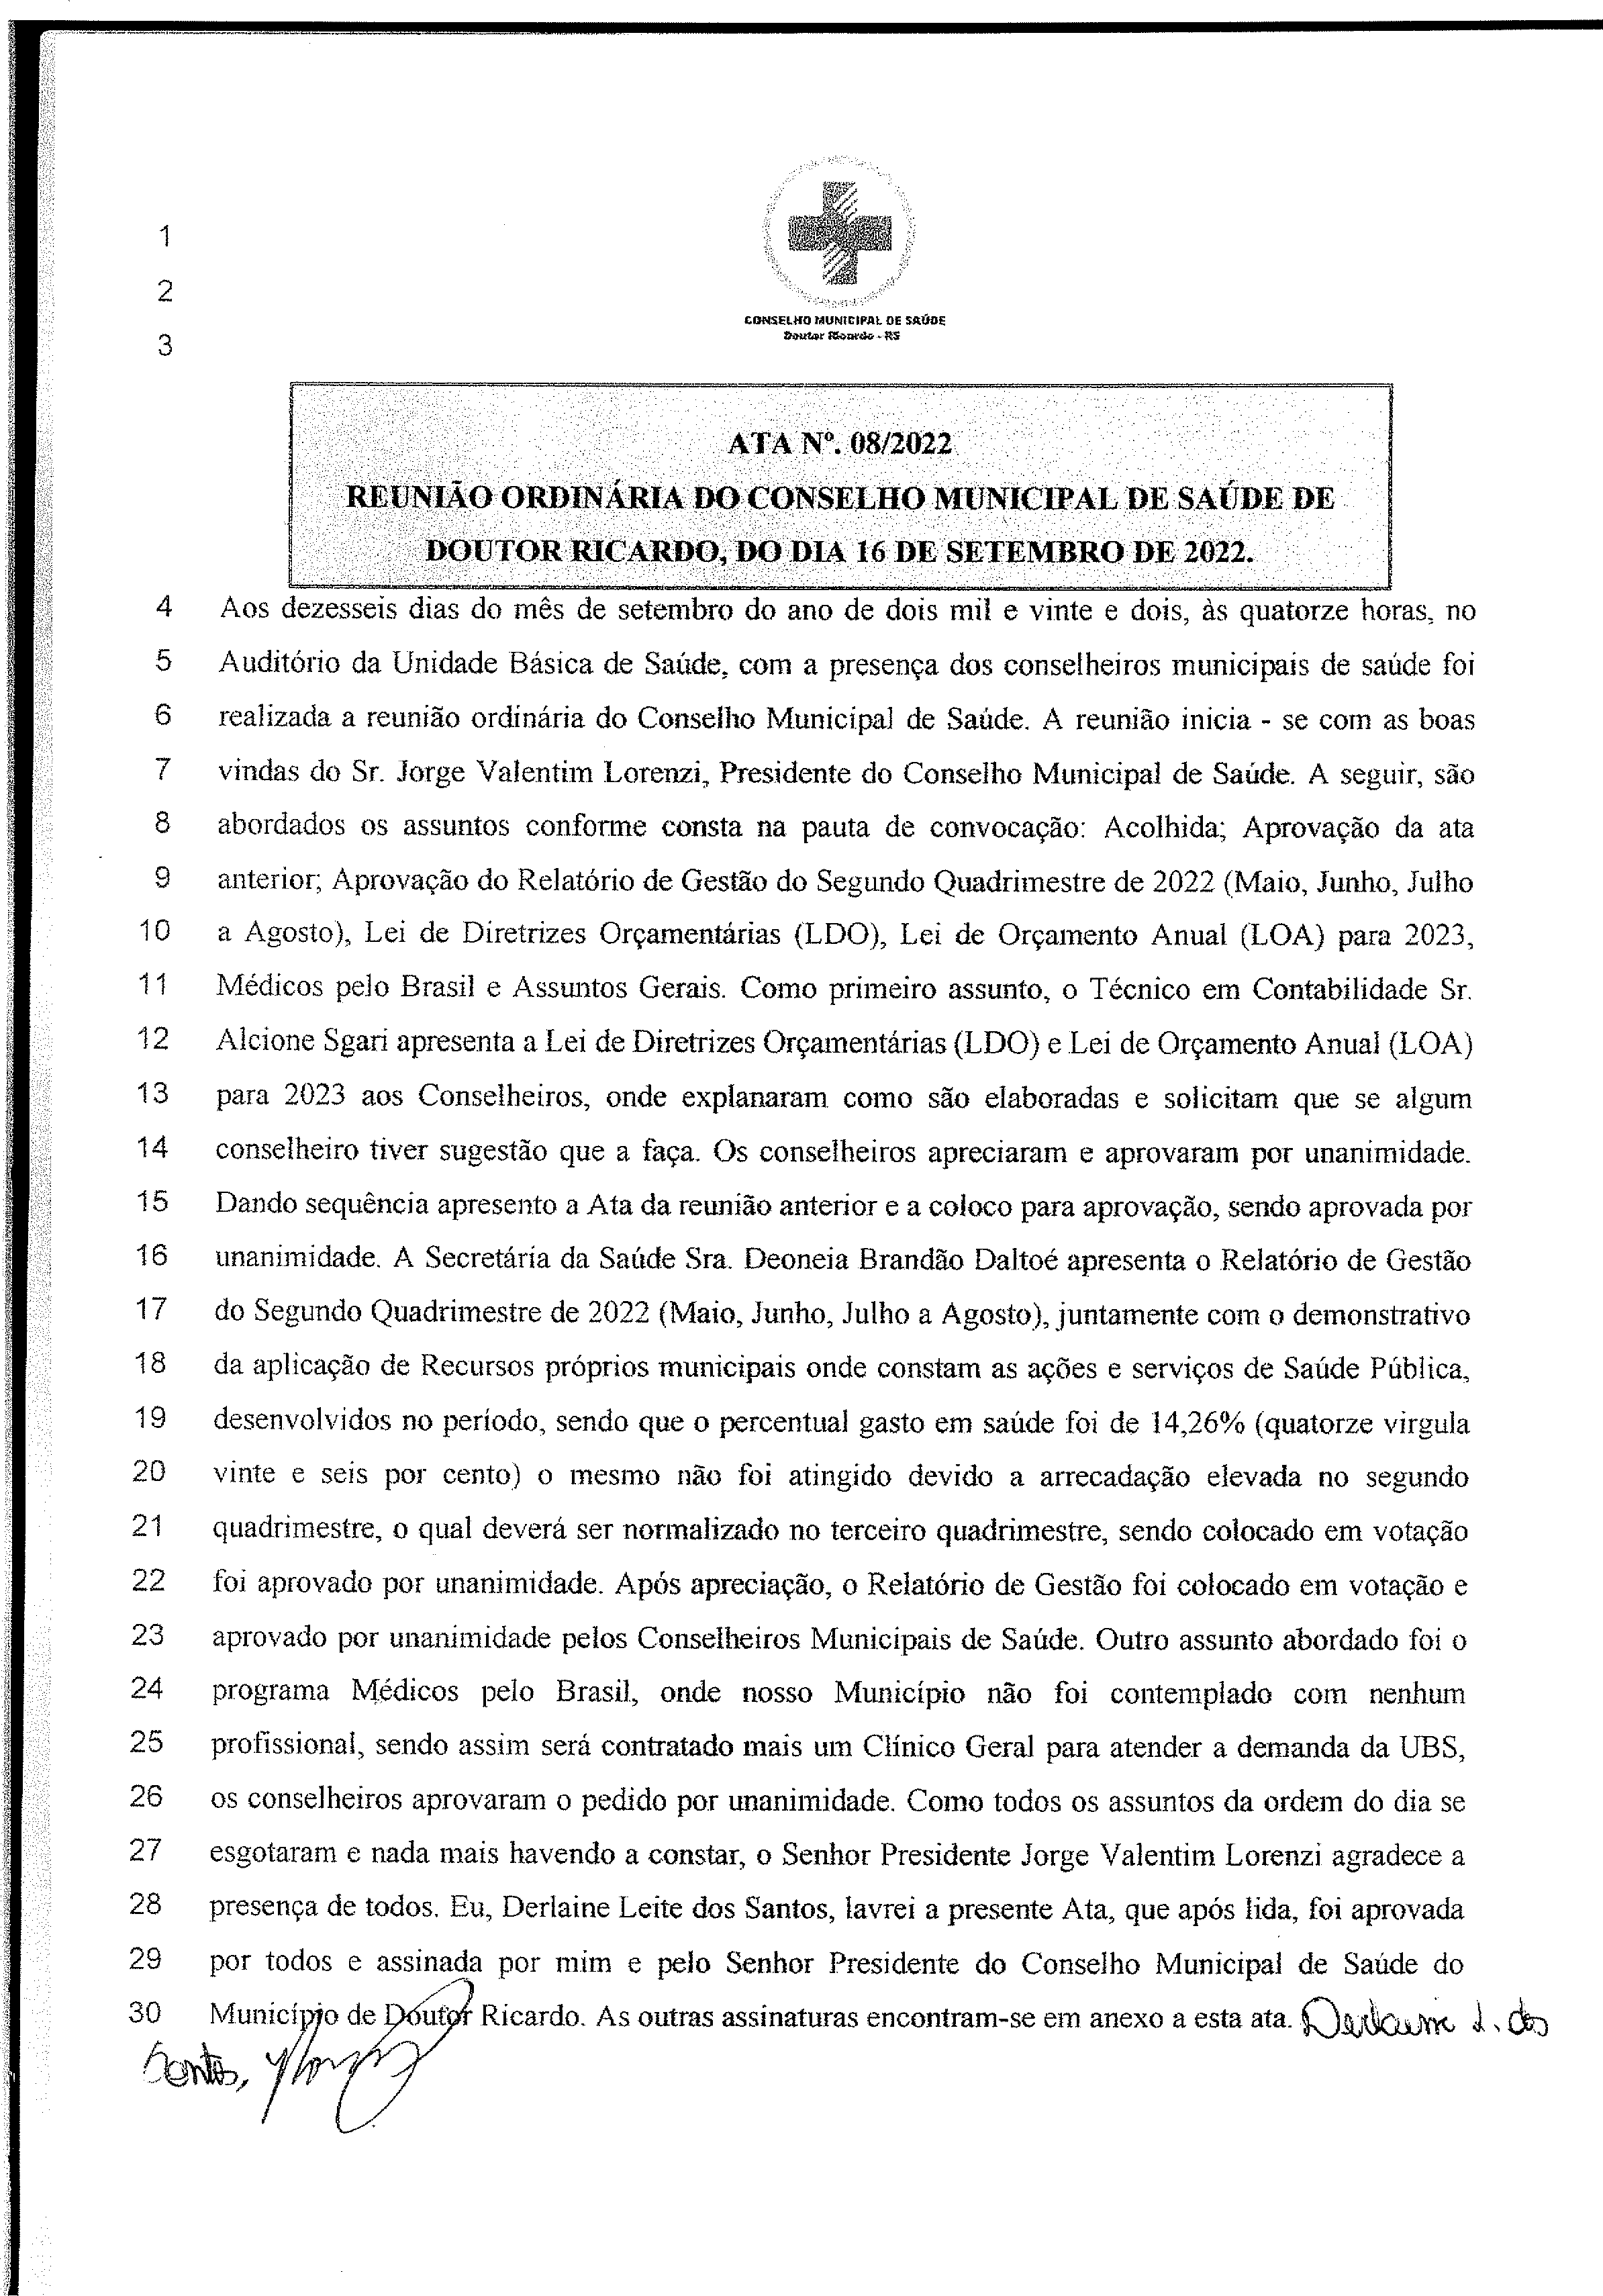 1
2
3
CONSELHO MUNICIPAL DE SAÚDE
Doutor Ricardo - RS
ATA Nº. 08/2022
REUNIÃO ORDINÁRIA DO CONSELHO MUNICIPAL DE SAÚDE DE
DOUTOR RICARDO, DO DIA 16 DE SETEMBRO DE 2022.
4 Aos dezesseis dias do mês de setembro do ano de dois mil e vinte e dois, às quatorze horas, no
5 Auditório da Unidade Básica de Saúde, com a presença dos conselheiros municipais de saúde foi
6 realizada a reunião ordinária do Conselho Municipal de Saúde. A reunião inicia - se com as boas
7 vindas do Sr. Jorge Valentim Lorenzi, Presidente do Conselho Municipal de Saúde. A seguir, são
8 abordados os assuntos conforme consta na pauta de convocação: Acolhida; Aprovação da ata
9 anterior; Aprovação do Relatório de Gestão do Segundo Quadrimestre de 2022 (Maio, Junho, Julho
10 a Agosto), Lei de Diretrizes Orçamentárias (LDO), Lei de Orçamento Anual (LOA) para 2023,
11 Médicos pelo Brasil e Assuntos Gerais. Como primeiro assunto, o Técnico em Contabilidade Sr.
12 Alcione Sgari apresenta a Lei de Diretrizes Orçamentárias (LDO) e Lei de Orçamento Anual (LOA)
13 para 2023 aos Conselheiros, onde explanaram como são elaboradas e solicitam que se algum
14 conselheiro tiver sugestão que a faça. Os conselheiros apreciaram e aprovaram por unanimidade.
15 Dando sequência apresento a Ata da reunião anterior e a coloco para aprovação, sendo aprovada por
16 unanimidade. A Secretária da Saúde Sra. Deoneia Brandão Daltoé apresenta o Relatório de Gestão
17 do Segundo Quadrimestre de 2022 (Maio, Junho, Julho a Agosto), juntamente com o demonstrativo
18 da aplicação de Recursos próprios municipais onde constam as ações e serviços de Saúde Pública,
19 desenvolvidos no período, sendo que o percentual gasto em saúde foi de 14,26% (quatorze virgula
20 vinte e seis por cento) o mesmo não foi atingido devido a arrecadação elevada no segundo
21 quadrimestre, o qual deverá ser normalizado no terceiro quadrimestre, sendo colocado em votação
22 foi aprovado por unanimidade. Após apreciação, o Relatório de Gestão foi colocado em votação e
23 aprovado por unanimidade pelos Conselheiros Municipais de Saúde. Outro assunto abordado foi o
24 programa Médicos pelo Brasil, onde nosso Município não foi contemplado com nenhum
25 profissional, sendo assim será contratado mais um Clínico Geral para atender a demanda da UBS,
26 os conselheiros aprovaram o pedido por unanimidade. Como todos os assuntos da ordem do dia se
27 esgotaram e nada mais havendo a constar, o Senhor Presidente Jorge Valentim Lorenzi agradece a
28 presença de todos. Eu, Derlaine Leite dos Santos, lavrei a presente Ata, que após lida, foi aprovada
29 por todos e assinada por mim e pelo Senhor Presidente do Conselho Municipal de Saúde do
30 Município de Doutor Ricardo. As outras assinaturas encontram-se em anexo a esta ata. Derlaine L. dos
Santos,